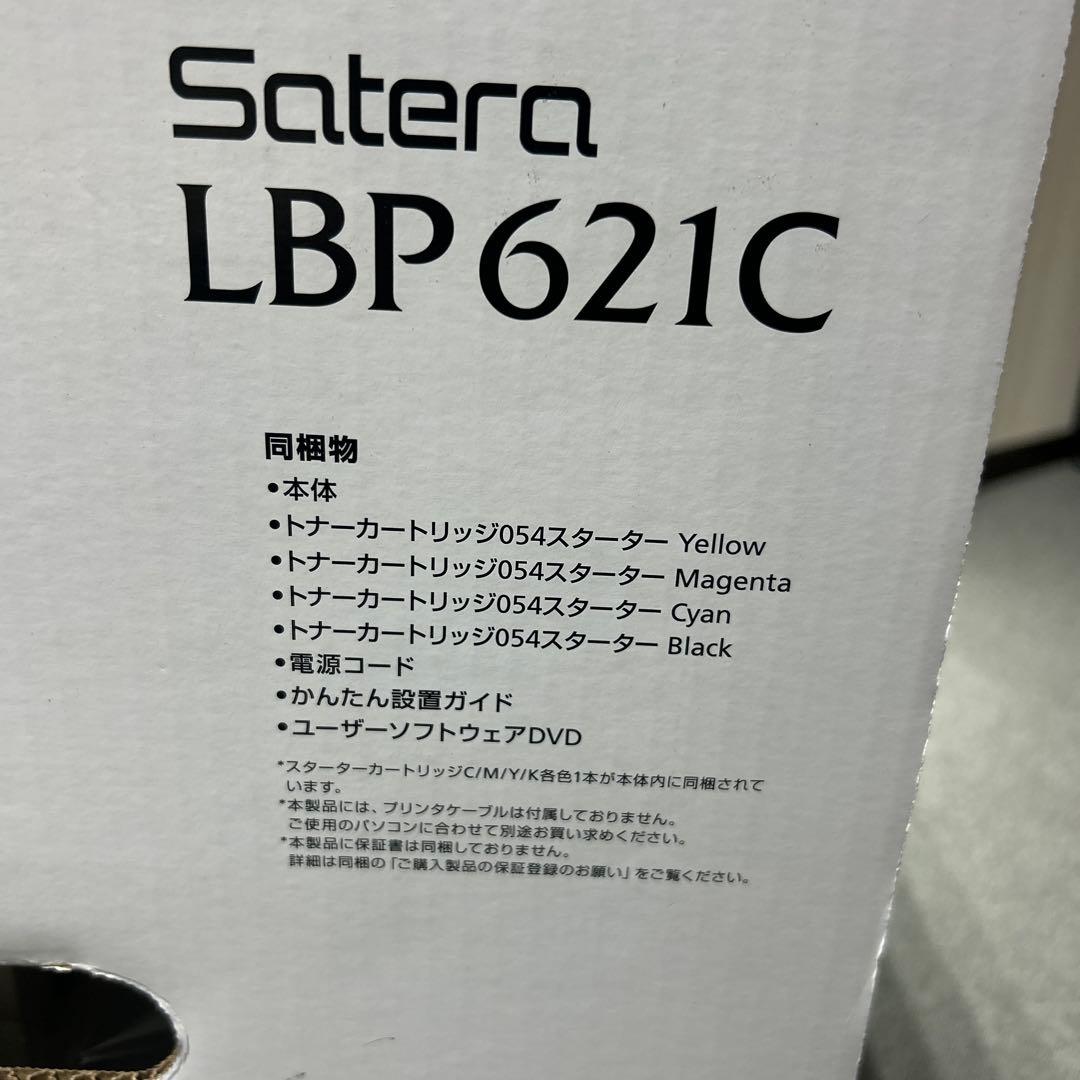 Satera
LBP621C
同梱物
•本体
•トナーカートリッジ054スターター Yellow
•トナーカートリッジ054スターター Magenta
•トナーカートリッジ054スターター Cyan
•トナーカートリッジ054スターター Black
•電源コード
•かんたん設置ガイド
•ユーザーソフトウェアDVD
*スターターカートリッジC/M/Y/K各色1本が本体内に同梱されて
います。
*本製品には、プリンタケーブルは付属しておりません。
ご使用のパソコンに合わせて別途お買い求めください。
*本製品に保証書は同梱しておりません。
詳細は同梱の「ご購入製品の保証登録のお願い」をご覧ください。